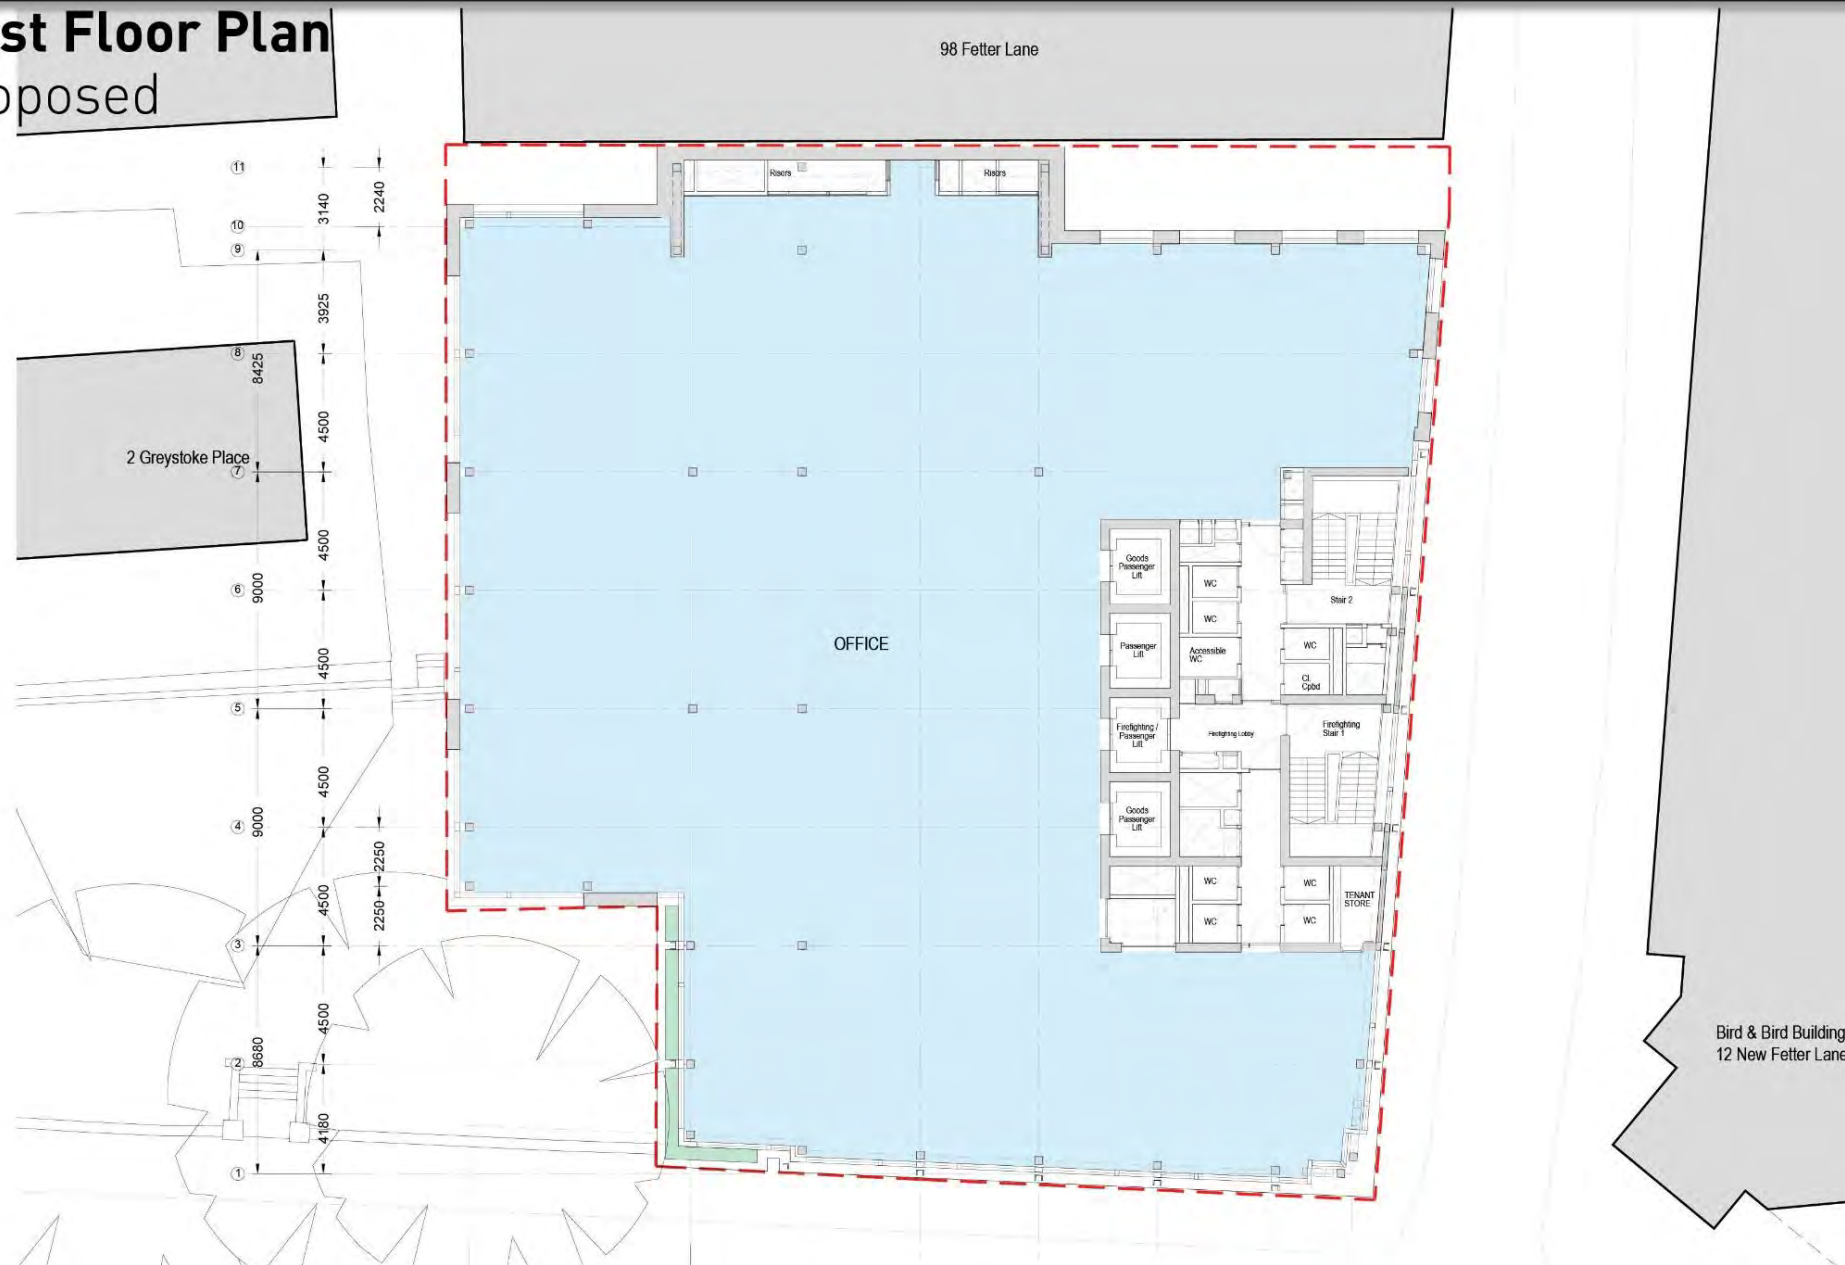 st Floor Plan
oposed
98 Fetter Lane
11
10
9
8
7
6
5
4
3
2
1
3140
2240
3925
8425
4500
4500
9000
4500
4500
9000
2250
4500
2250
4500
8680
4180
2 Greystoke Place
Risers
Risers
OFFICE
Goods
Passenger
Lift
WC
WC
Stair 2
Passenger
Lift
Accessible
WC
WC
Cl.
Cpbd
Firefighting /
Passenger
Lift
Firefighting Lobby
Firefighting
Stair 1
Goods
Passenger
Lift
WC
WC
WC
WC
TENANT
STORE
Bird & Bird Building
12 New Fetter Lane